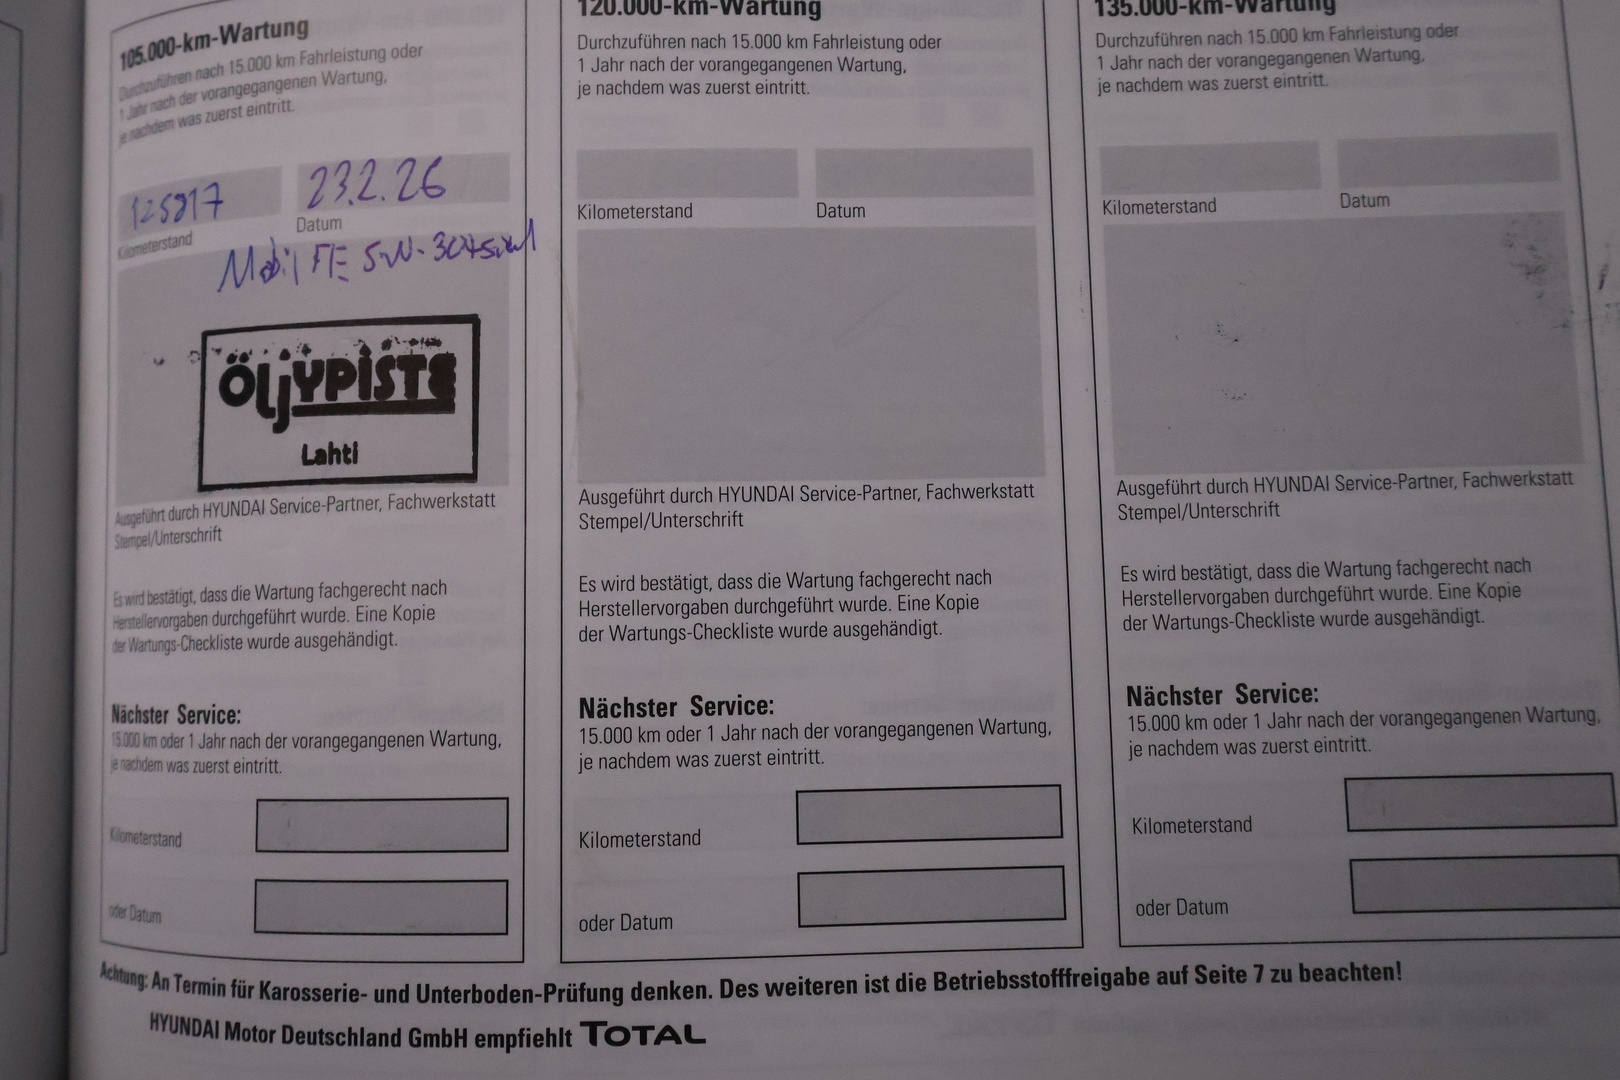 105.000-km-Wartung
Durchzuführen nach 15.000 km Fahrleistung oder
1 Jahr nach der vorangegangenen Wartung,
je nachdem was zuerst eintritt.
125817
23.2.26
Kilometerstand
Datum
Mobil FE 5W-30
ÖLJYPISTE
Lahti
Ausgeführt durch HYUNDAI Service-Partner, Fachwerkstatt
Stempel/Unterschrift
Es wird bestätigt, dass die Wartung fachgerecht nach
Herstellervorgaben durchgeführt wurde. Eine Kopie
der Wartungs-Checkliste wurde ausgehändigt.
Nächster Service:
15.000 km oder 1 Jahr nach der vorangegangenen Wartung,
je nachdem was zuerst eintritt.
Kilometerstand
oder Datum
120.000-km-Wartung
Durchzuführen nach 15.000 km Fahrleistung oder
1 Jahr nach der vorangegangenen Wartung,
je nachdem was zuerst eintritt.
Kilometerstand
Datum
Ausgeführt durch HYUNDAI Service-Partner, Fachwerkstatt
Stempel/Unterschrift
Es wird bestätigt, dass die Wartung fachgerecht nach
Herstellervorgaben durchgeführt wurde. Eine Kopie
der Wartungs-Checkliste wurde ausgehändigt.
Nächster Service:
15.000 km oder 1 Jahr nach der vorangegangenen Wartung,
je nachdem was zuerst eintritt.
Kilometerstand
oder Datum
135.000-km-Wartung
Durchzuführen nach 15.000 km Fahrleistung oder
1 Jahr nach der vorangegangenen Wartung,
je nachdem was zuerst eintritt.
Kilometerstand
Datum
Ausgeführt durch HYUNDAI Service-Partner, Fachwerkstatt
Stempel/Unterschrift
Es wird bestätigt, dass die Wartung fachgerecht nach
Herstellervorgaben durchgeführt wurde. Eine Kopie
der Wartungs-Checkliste wurde ausgehändigt.
Nächster Service:
15.000 km oder 1 Jahr nach der vorangegangenen Wartung,
je nachdem was zuerst eintritt.
Kilometerstand
oder Datum
Achtung: An Termin für Karosserie- und Unterboden-Prüfung denken. Des weiteren ist die Betriebsstofffreigabe auf Seite 7 zu beachten!
HYUNDAI Motor Deutschland GmbH empfiehlt TOTAL